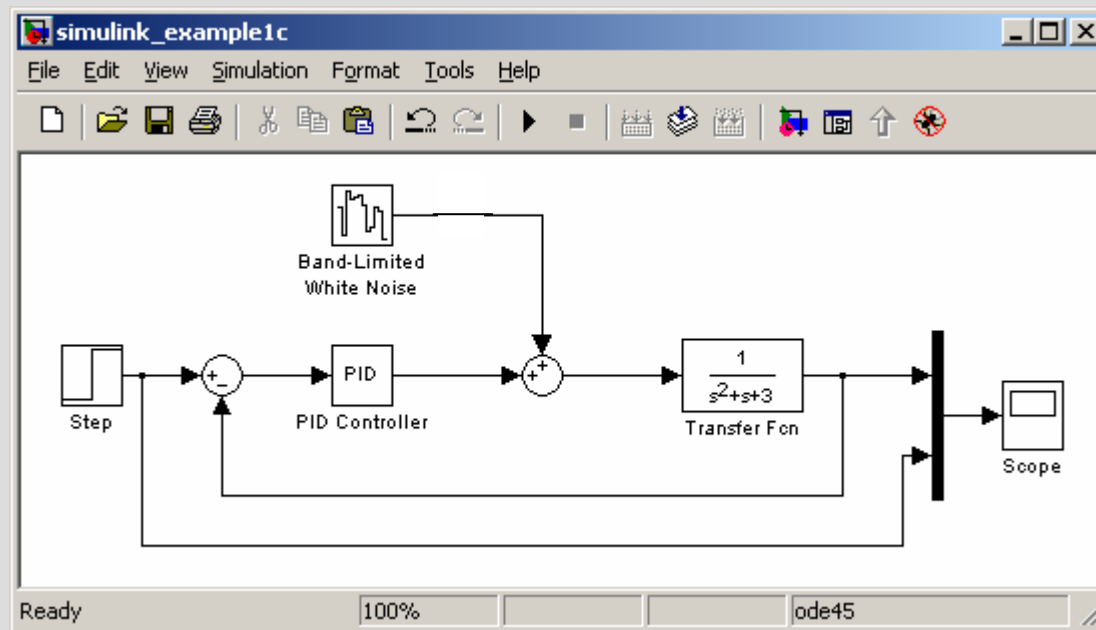 simulink_example1c
File Edit View Simulation Format Tools Help
Band-Limited
White Noise
+
+
+
−
PID
1
s²+s+3
Step
PID Controller
Transfer Fcn
Scope
Ready 100% ode45